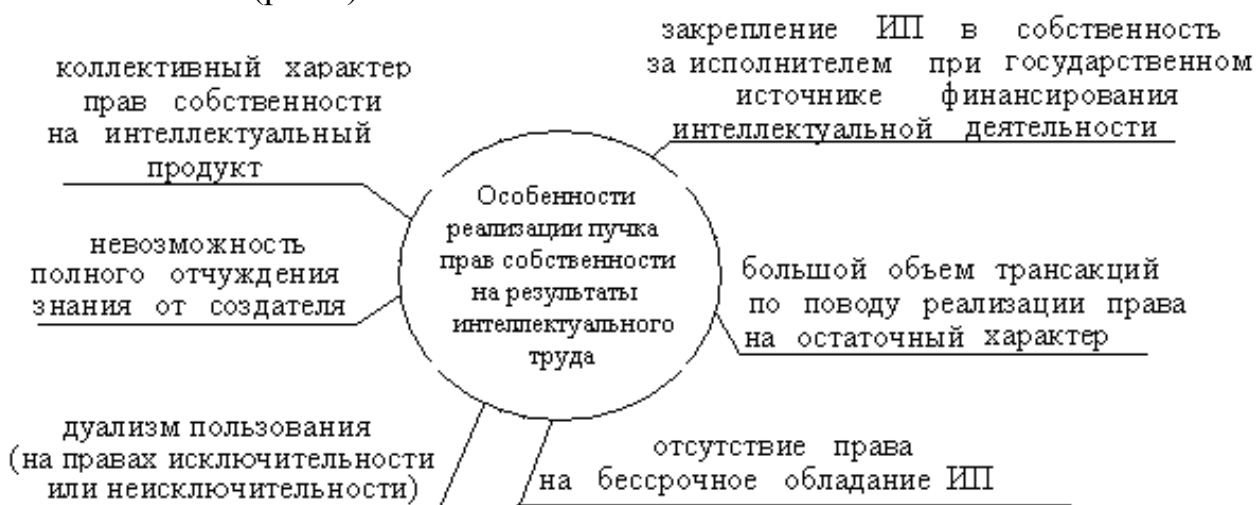 закрепление ИП в собственность
за исполнителем при государственном
источнике финансирования
интеллектуальной деятельности
коллективный характер
прав собственности
на интеллектуальный
продукт
Особенности
реализации пучка
прав собственности
на результаты
интеллектуального
труда
невозможность
полного отчуждения
знания от создателя
большой объем трансакций
по поводу реализации права
на остаточный характер
дуализм пользования
(на правах исключительности
или неисключительности)
отсутствие права
на бессрочное обладание ИП